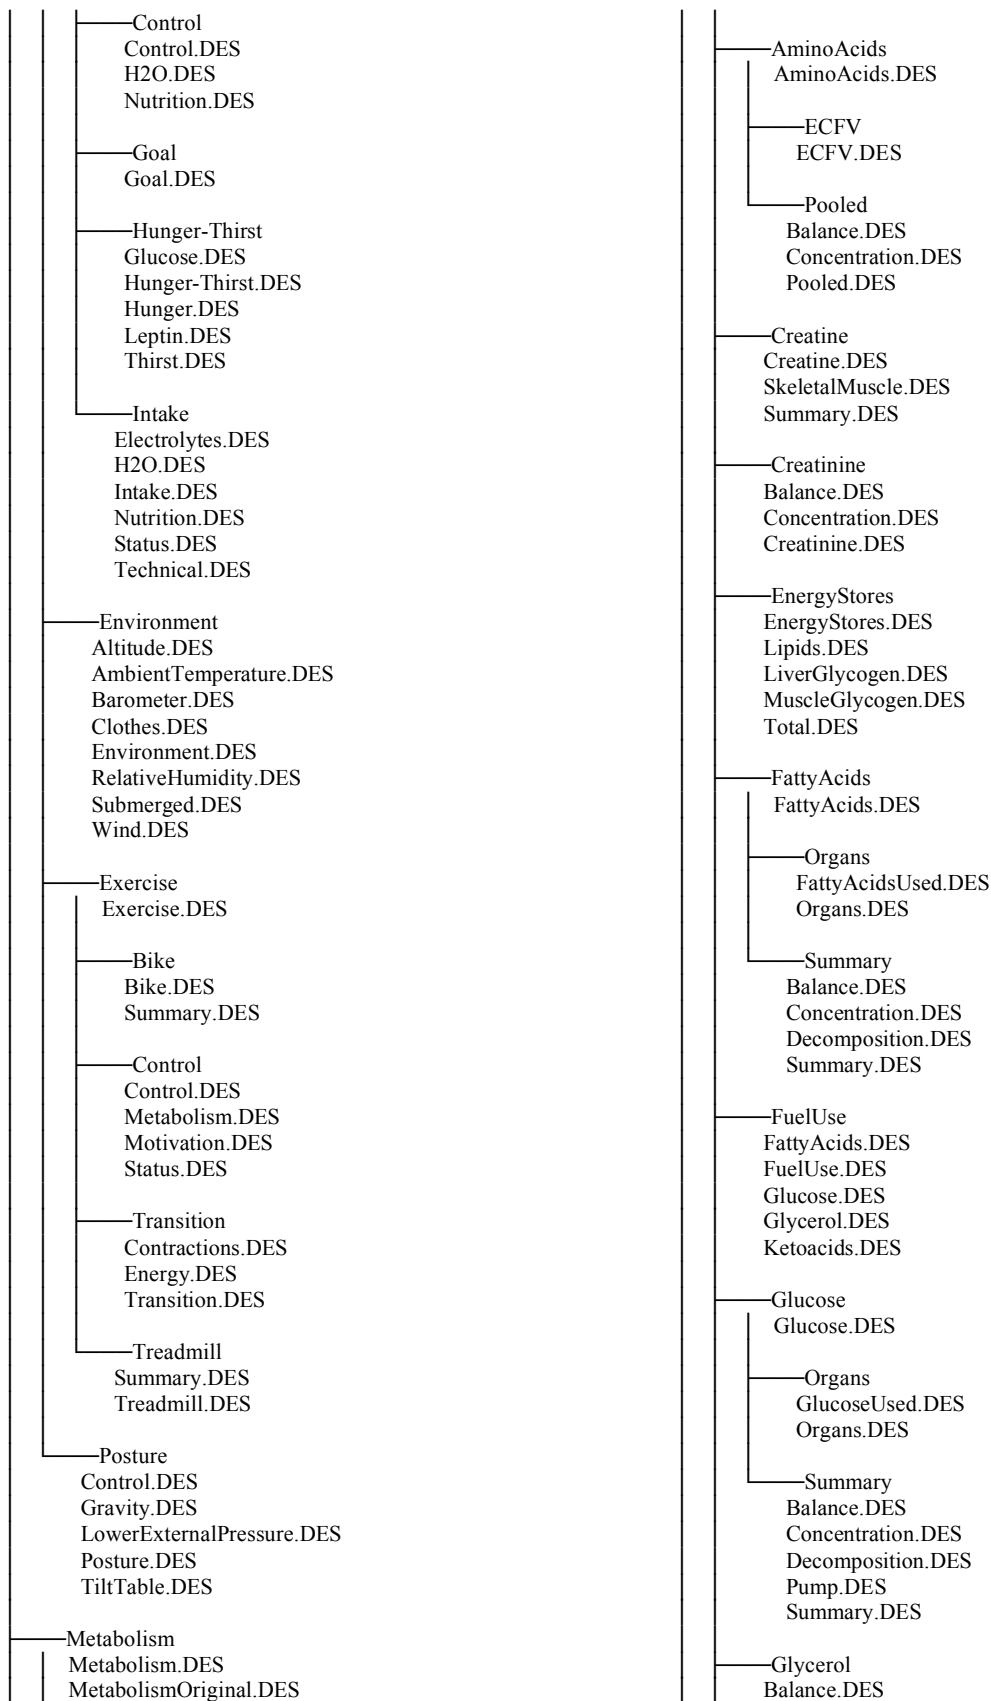 Control
Control.DES
H2O.DES
Nutrition.DES
Goal
Goal.DES
Hunger-Thirst
Glucose.DES
Hunger-Thirst.DES
Hunger.DES
Leptin.DES
Thirst.DES
Intake
Electrolytes.DES
H2O.DES
Intake.DES
Nutrition.DES
Status.DES
Technical.DES
Environment
Altitude.DES
AmbientTemperature.DES
Barometer.DES
Clothes.DES
Environment.DES
RelativeHumidity.DES
Submerged.DES
Wind.DES
Exercise
Exercise.DES
Bike
Bike.DES
Summary.DES
Control
Control.DES
Metabolism.DES
Motivation.DES
Status.DES
Transition
Contractions.DES
Energy.DES
Transition.DES
Treadmill
Summary.DES
Treadmill.DES
Posture
Control.DES
Gravity.DES
LowerExternalPressure.DES
Posture.DES
TiltTable.DES
Metabolism
Metabolism.DES
MetabolismOriginal.DES
AminoAcids
AminoAcids.DES
ECFV
ECFV.DES
Pooled
Balance.DES
Concentration.DES
Pooled.DES
Creatine
Creatine.DES
SkeletalMuscle.DES
Summary.DES
Creatinine
Balance.DES
Concentration.DES
Creatinine.DES
EnergyStores
EnergyStores.DES
Lipids.DES
LiverGlycogen.DES
MuscleGlycogen.DES
Total.DES
FattyAcids
FattyAcids.DES
Organs
FattyAcidsUsed.DES
Organs.DES
Summary
Balance.DES
Concentration.DES
Decomposition.DES
Summary.DES
FuelUse
FattyAcids.DES
FuelUse.DES
Glucose.DES
Glycerol.DES
Ketoacids.DES
Glucose
Glucose.DES
Organs
GlucoseUsed.DES
Organs.DES
Summary
Balance.DES
Concentration.DES
Decomposition.DES
Pump.DES
Summary.DES
Glycerol
Balance.DES